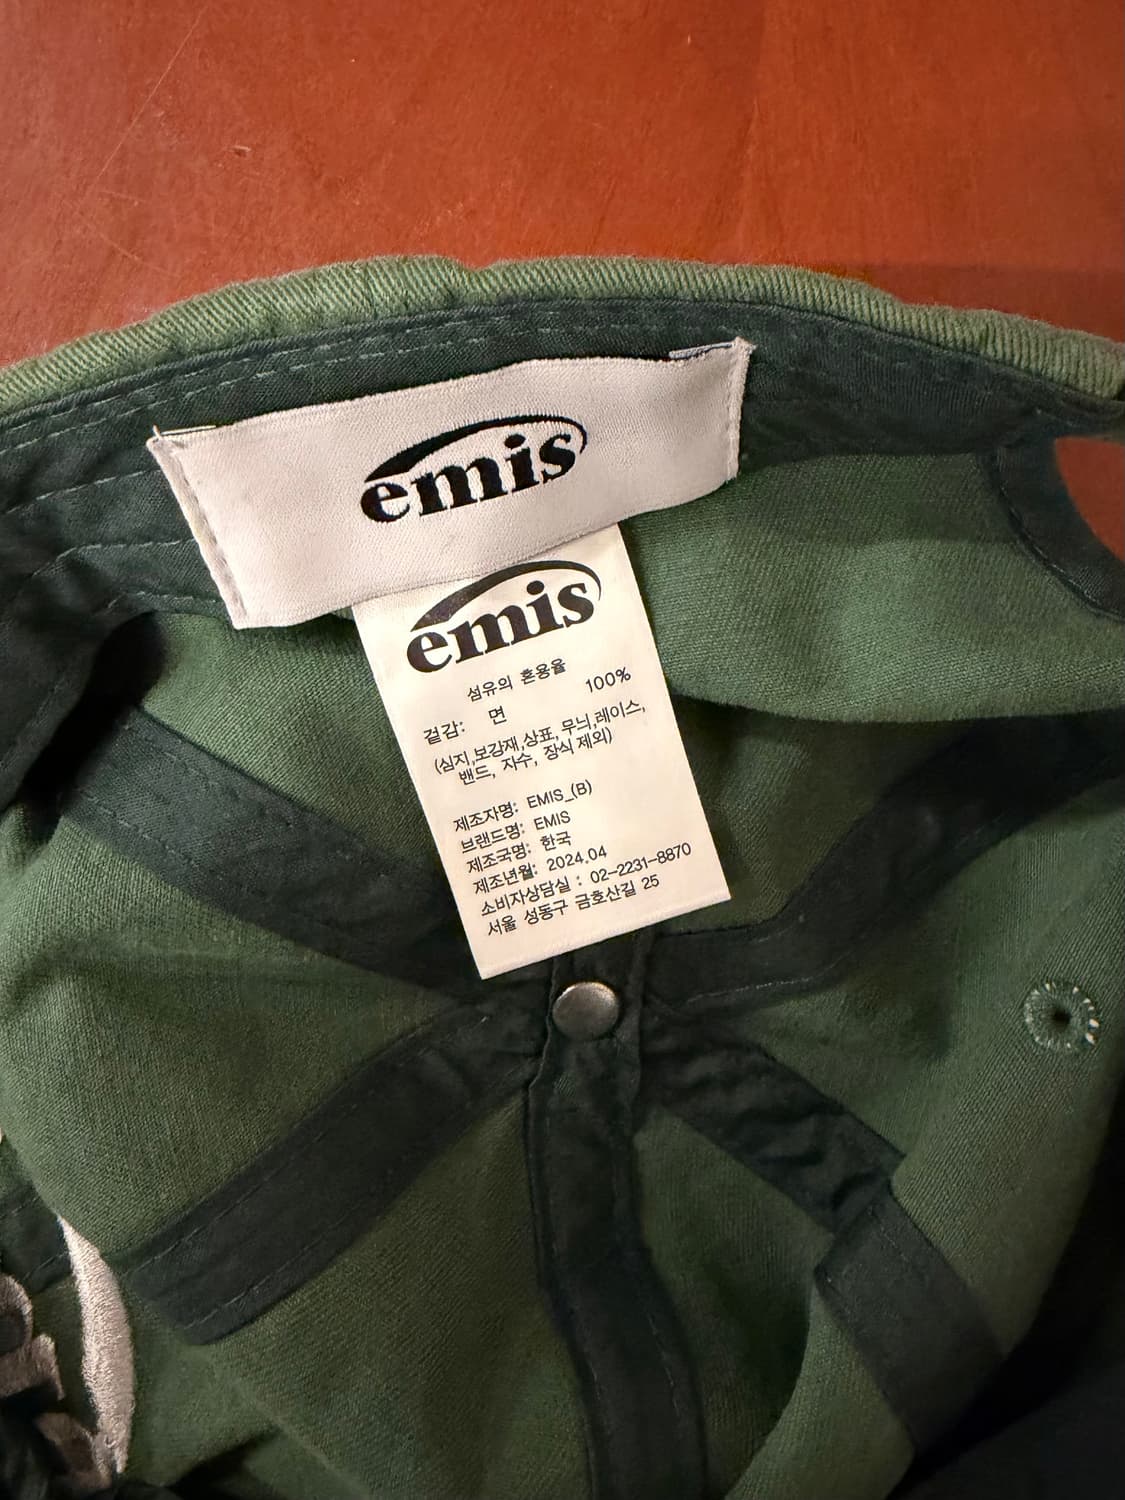 emis
emis
섬유의 혼용율
겉감: 면 100%
(심지,보강재,상표,무늬,레이스,
밴드, 자수, 장식 제외)
제조자명: EMIS_(B)
브랜드명: EMIS
제조국명: 한국
제조년월: 2024.04
소비자상담실 : 02-2231-8870
서울 성동구 금호산길 25